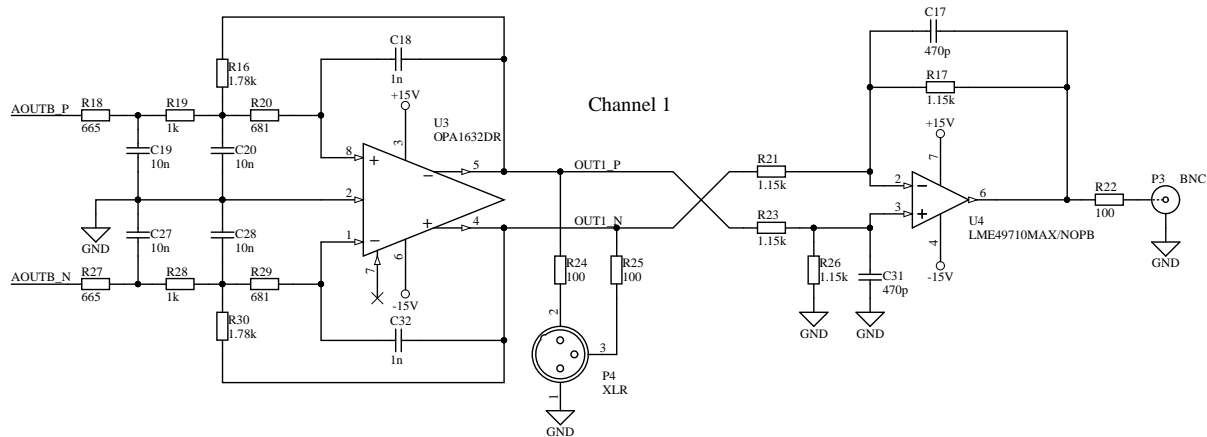 C17
470p
R17
1.15k
C18
1n
R16
1.78k
+15V
Channel 1
+15V
AOUTB_P
R18
665
R19
1k
R20
681
U3
OPA1632DR
3
7
C19
10n
C20
10n
8
+
−
5
OUT1_P
R21
1.15k
2
−
6
P3
BNC
R22
100
2
GND
+
4
OUT1_N
R23
1.15k
3
+
U4
LME49710MAX/NOPB
4
GND
C27
10n
C28
10n
1
−
7
6
-15V
R24
100
R25
100
R26
1.15k
C31
470p
-15V
AOUTB_N
R27
665
R28
1k
R29
681
R30
1.78k
C32
1n
2
3
1
P4
XLR
GND
GND
GND